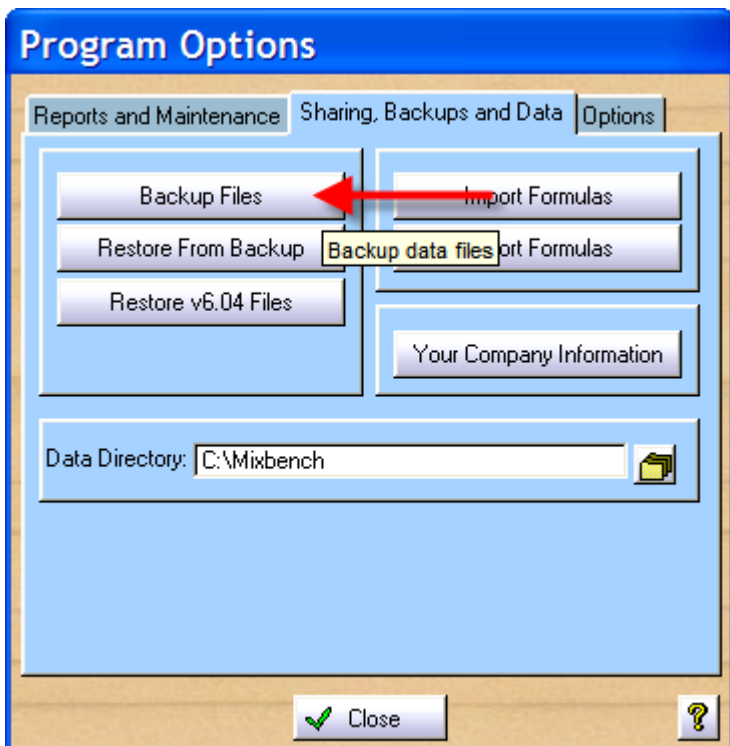 Program Options
Reports and Maintenance
Sharing, Backups and Data
Options
Backup Files
Import Formulas
Restore From Backup
Backup data files
ort Formulas
Restore v6.04 Files
Your Company Information
Data Directory:
C:\Mixbench
Close
?